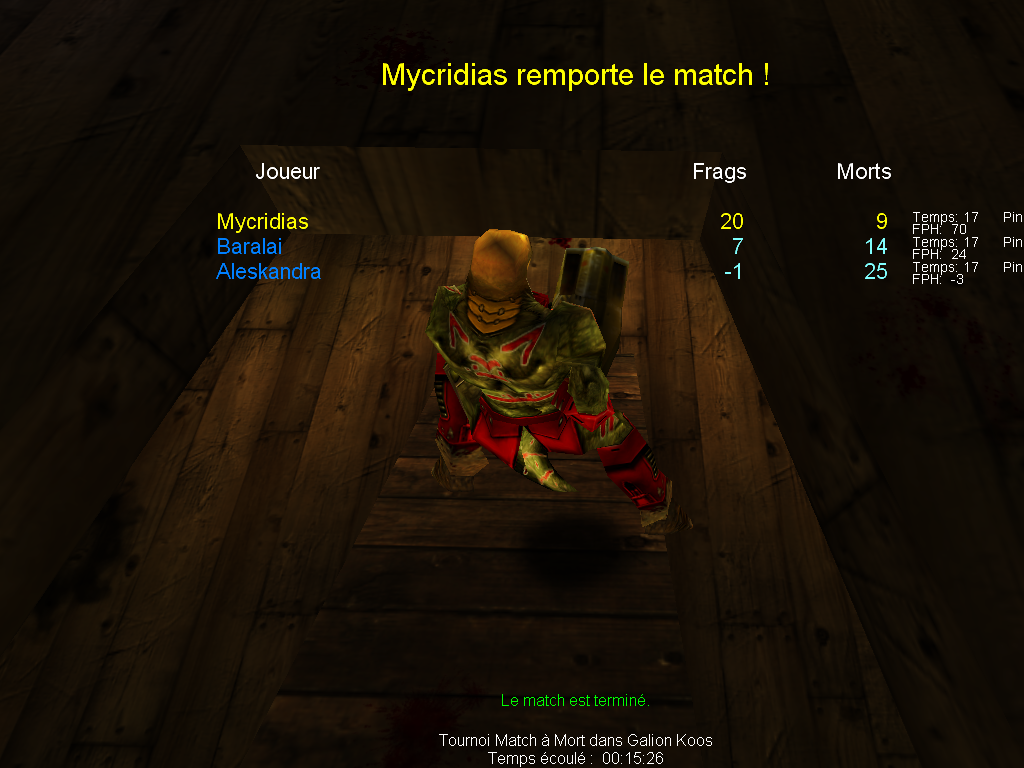 Mycridias remporte le match !
Joueur Frags Morts
Mycridias 20 9 Temps: 17 Pin
FPH: 70
Baralai 7 14 Temps: 17 Pin
FPH: 24
Aleskandra -1 25 Temps: 17 Pin
FPH: -3
Le match est terminé.
Tournoi Match à Mort dans Galion Koos
Temps écoulé : 00:15:26